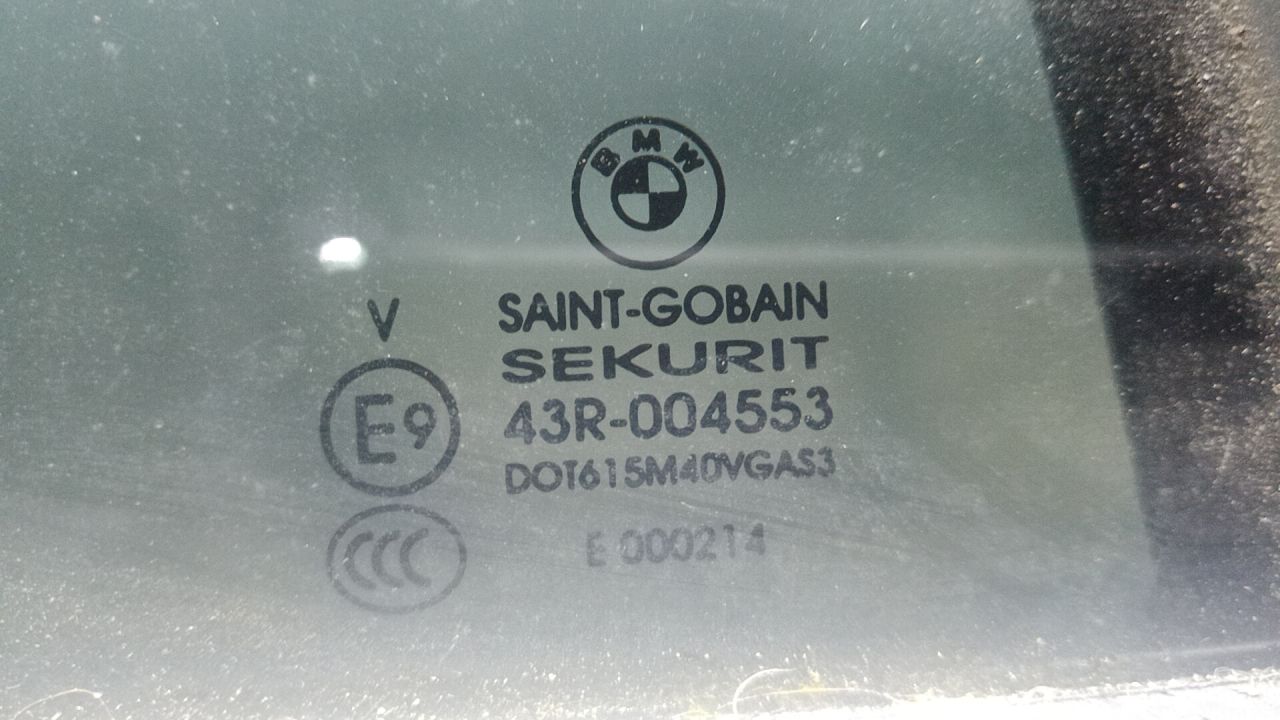 BMW
SAINT-GOBAIN
SEKURIT
V
E9
43R-004553
DOT615M40VGAS3
CCC
E 000214